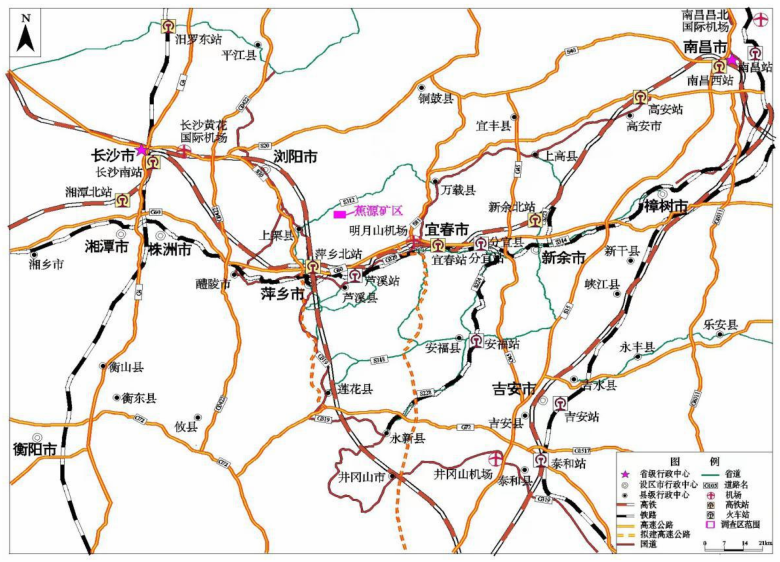 N
南昌昌北
国际机场
汨罗东站
平江县
南昌市
南昌站
南昌西站
铜鼓县
高安站
高安市
宜丰县
长沙黄花
国际机场
长沙市
长沙南站
浏阳市
上高县
万载县
S312
湘潭北站
焦源矿区
新余北站
樟树市
明月山机场
宜春市
湘潭市
株洲市
上栗县
萍乡北站
宜春站
分宜县
分宜站
新余市
新干县
湘乡市
醴陵市
萍乡市
芦溪站
芦溪县
峡江县
乐安县
安福县
安福站
永丰县
衡山县
莲花县
吉安市
吉水县
衡东县
攸县
吉安县
吉安站
永新县
G72
衡阳市
井冈山市
井冈山机场
泰和县
泰和站
图 例
省级行政中心
设区市行政中心
县级行政中心
高铁
铁路
高速公路
拟建高速公路
国道
省道
道路名
机场
高铁站
火车站
调查区范围
0 7 14 21km